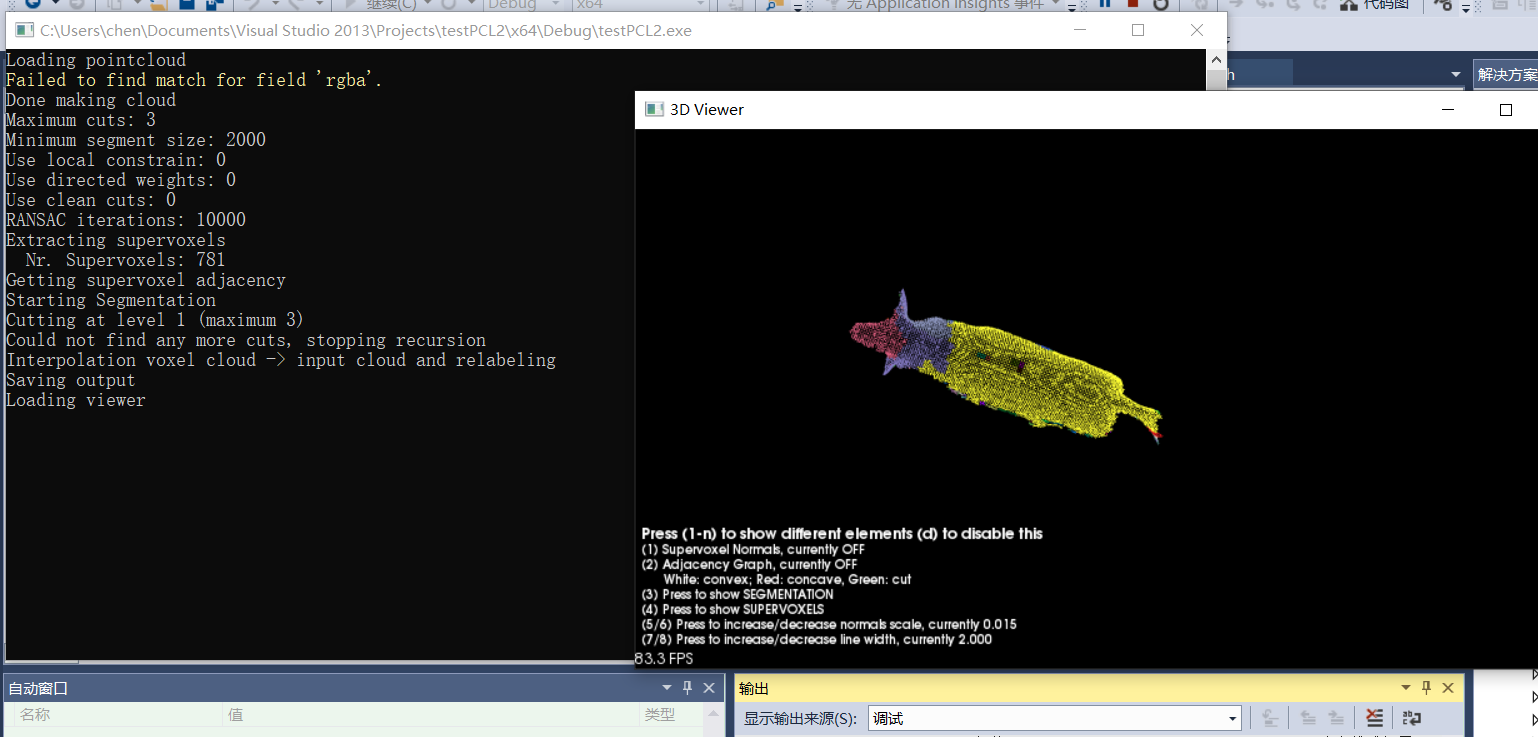 继续(C)
Debug
x64
无 Application Insights 事件
代码图
C:\Users\chen\Documents\Visual Studio 2013\Projects\testPCL2\x64\Debug\testPCL2.exe
Loading pointcloud
Failed to find match for field 'rgba'.
Done making cloud
Maximum cuts: 3
Minimum segment size: 2000
Use local constrain: 0
Use directed weights: 0
Use clean cuts: 0
RANSAC iterations: 10000
Extracting supervoxels
Nr. Supervoxels: 781
Getting supervoxel adjacency
Starting Segmentation
Cutting at level 1 (maximum 3)
Could not find any more cuts, stopping recursion
Interpolation voxel cloud -> input cloud and relabeling
Saving output
Loading viewer
解决方案
3D Viewer
Press (1-n) to show different elements (d) to disable this
(1) Supervoxel Normals, currently OFF
(2) Adjacency Graph, currently OFF
White: convex; Red: concave, Green: cut
(3) Press to show SEGMENTATION
(4) Press to show SUPERVOXELS
(5/6) Press to increase/decrease normals scale, currently 0.015
(7/8) Press to increase/decrease line width, currently 2.000
83.3 FPS
自动窗口
名称
值
类型
输出
显示输出来源(S):
调试